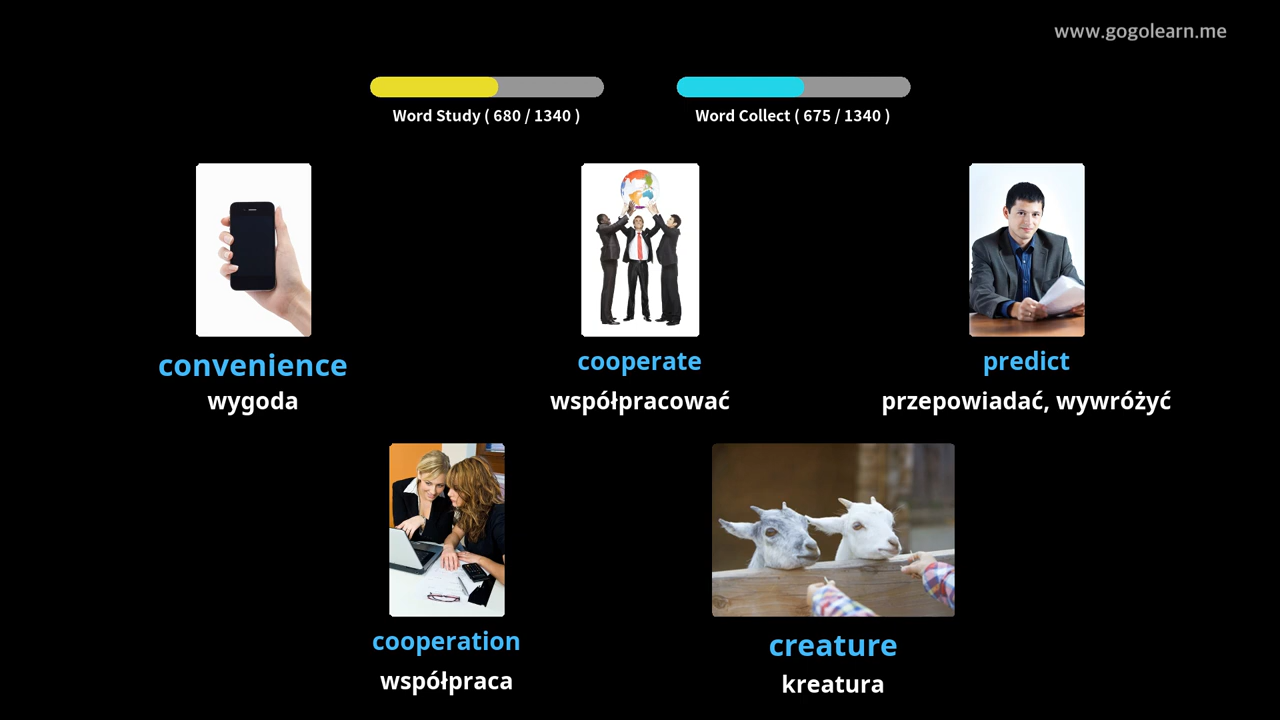 www.gogolearn.me
Word Study ( 680 / 1340 )
Word Collect ( 675 / 1340 )
convenience
wygoda
cooperate
współpracować
predict
przepowiadać, wywróżyć
cooperation
współpraca
creature
kreatura